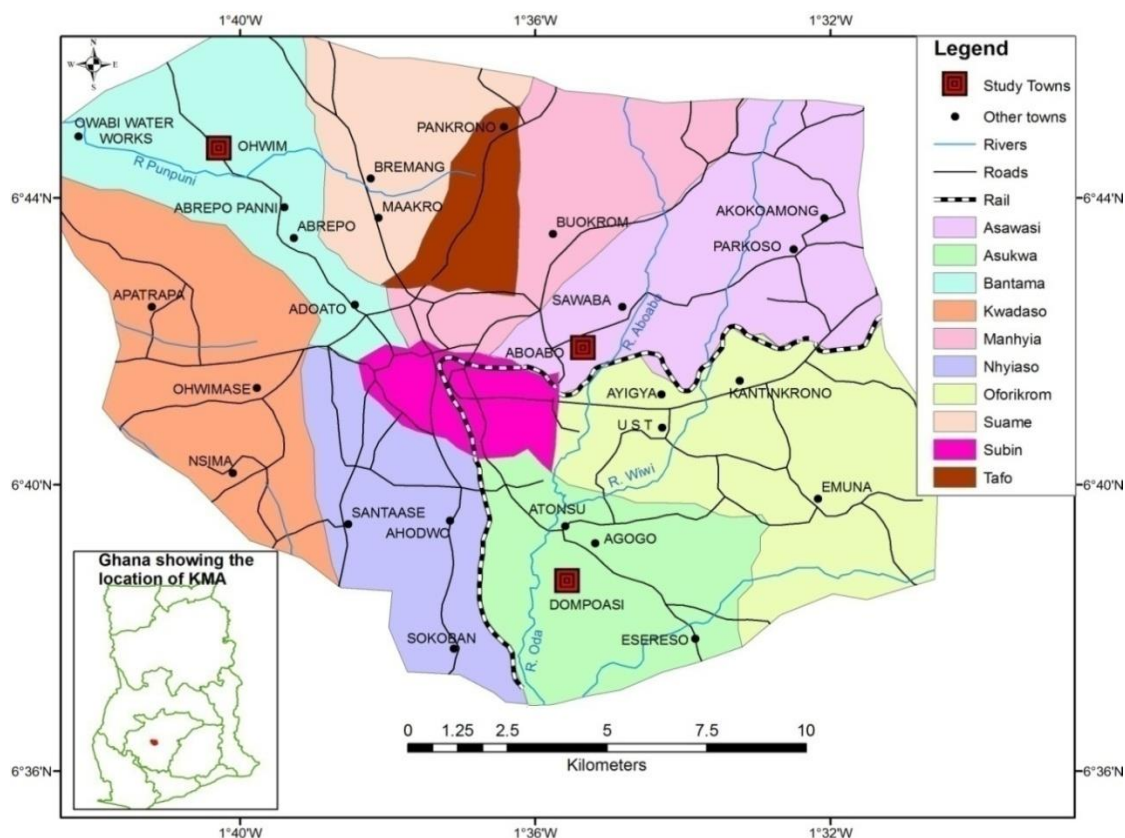 1°40'W
1°36'W
1°32'W
N
W
E
S
Legend
Study Towns
Other towns
Rivers
Roads
Rail
Asawasi
Asukwa
Bantama
Kwadaso
Manhyia
Nhyiaso
Oforikrom
Suame
Subin
Tafo
OWABI WATER
WORKS
OHWIM
R Punpuni
PANKRONO
BREMANG
6°44'N
6°44'N
ABREPO PANNI
MAAKRO
ABREPO
BUOKROM
AKOKOAMONG
PARKOSO
APATRAPA
ADOATO
SAWABA
R. Aboabo
ABOABO
OHWIMASE
AYIGYA
KANTINKRONO
U S T
NSIMA
R. Wiwi
6°40'N
6°40'N
EMUNA
SANTAASE
AHODWO
ATONSU
AGOGO
DOMPOASI
SOKOBAN
R. Oda
ESERESO
Ghana showing the
location of KMA
0
1.25
2.5
5
7.5
10
Kilometers
6°36'N
6°36'N
1°40'W
1°36'W
1°32'W